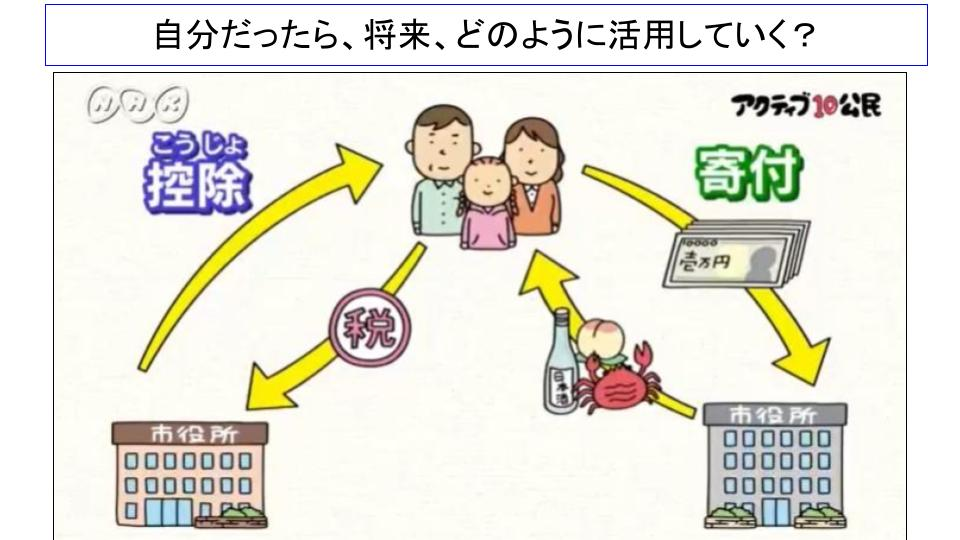 自分だったら、将来、どのように活用していく？
NHK
アクティブ10公民
こうじょ
控除
寄付
壱万円
税
日本酒
市役所
市役所